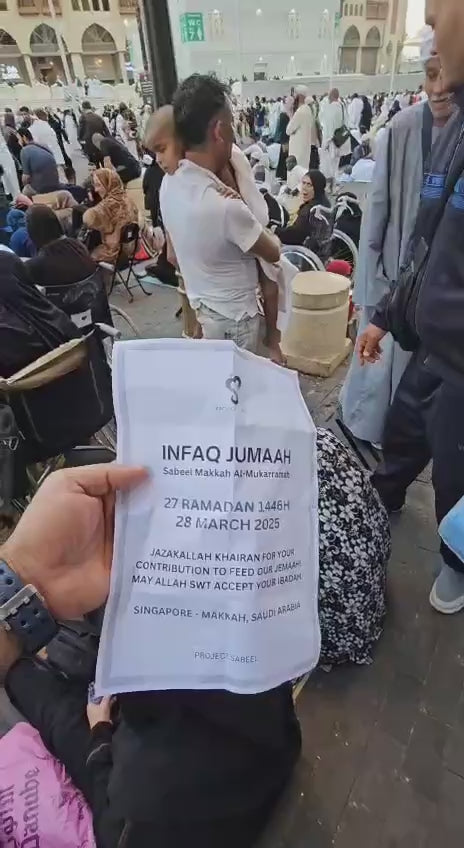 W C
INFAQ JUMAAH
Sabeel Makkah Al-Mukarramah
27 RAMADAN 1446H
28 MARCH 2025
JAZAKALLAH KHAIRAN FOR YOUR
CONTRIBUTION TO FEED OUR JEMAAH
MAY ALLAH SWT ACCEPT YOUR IBADAH
SINGAPORE - MAKKAH, SAUDI ARABIA
PROJECT SABEEL
Danube